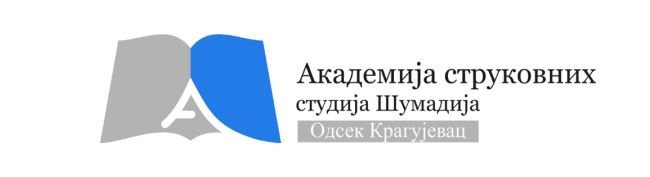 Академија струковних
студија Шумадија
Одсек Крагујевац